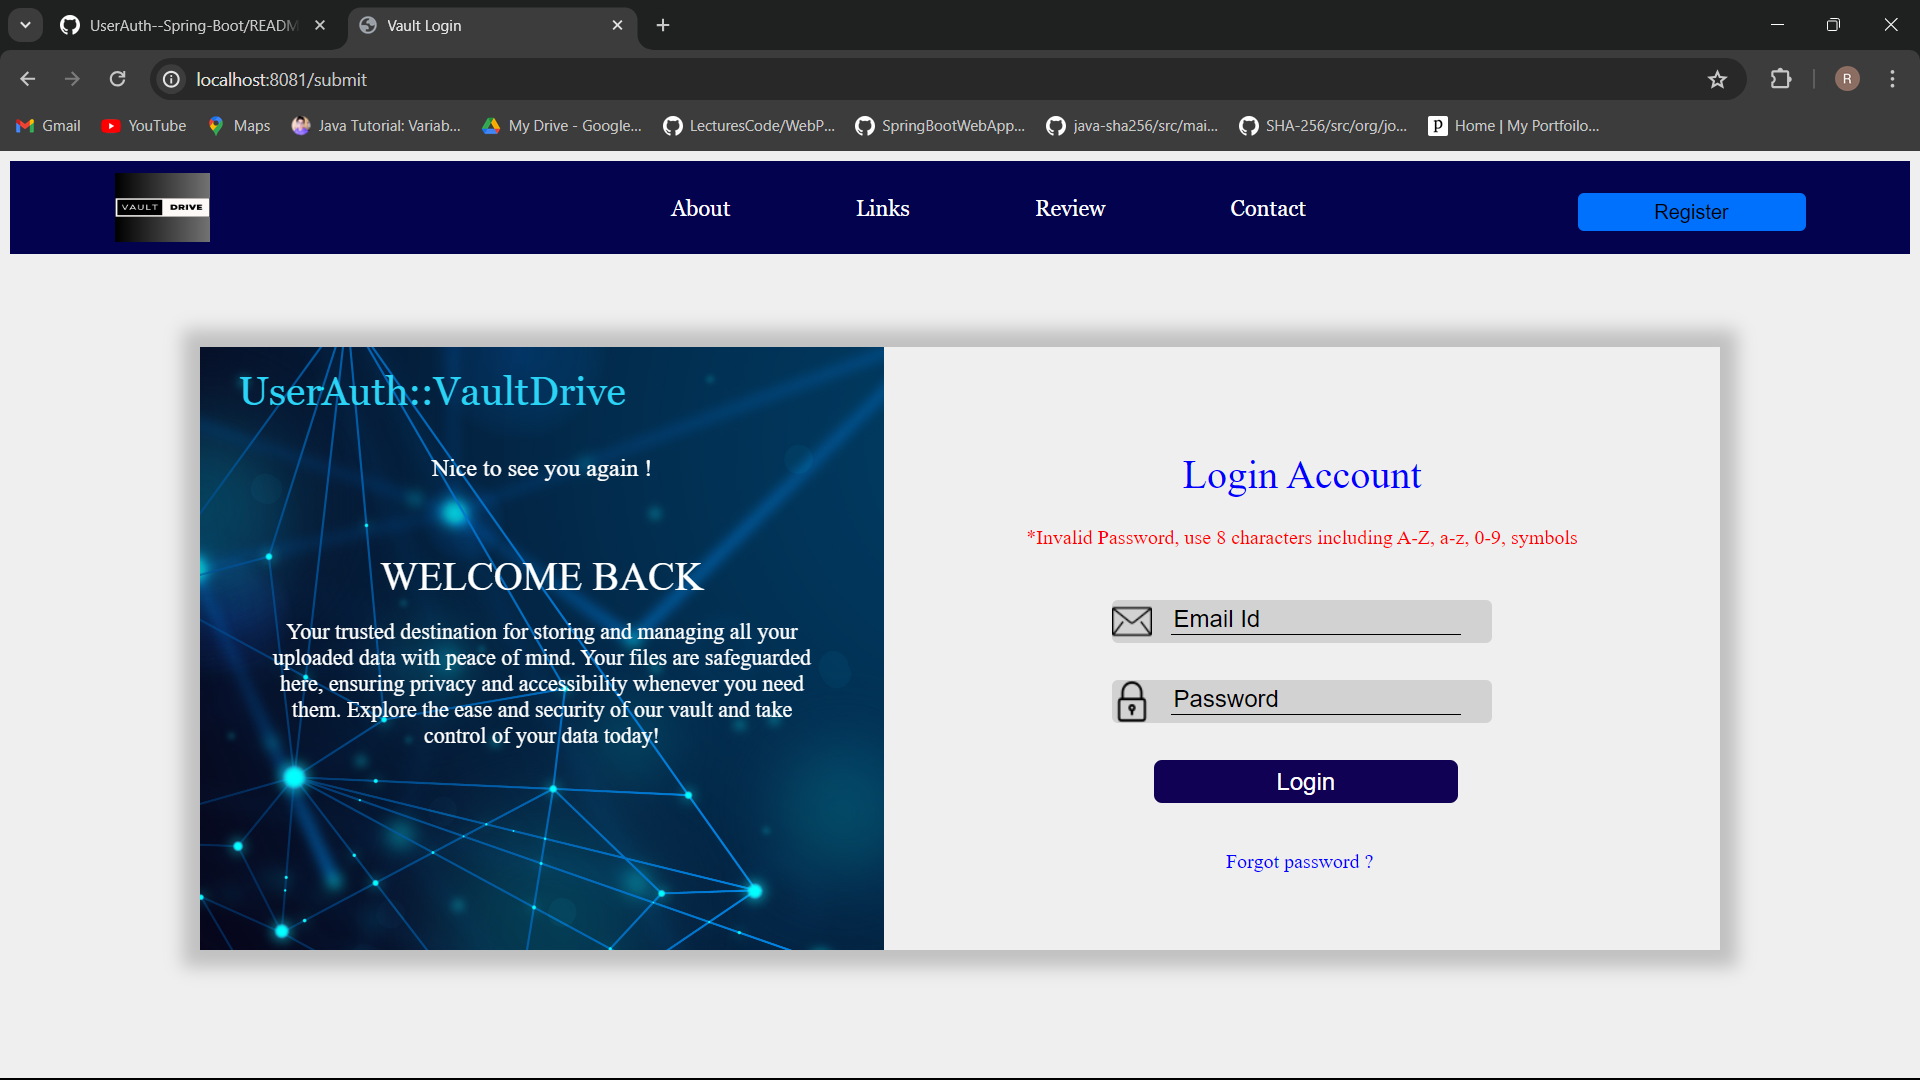 UserAuth--Spring-Boot/READM
Vault Login
localhost:8081/submit
R
Gmail
YouTube
Maps
Java Tutorial: Variab...
My Drive - Google...
LecturesCode/WebP...
SpringBootWebApp...
java-sha256/src/mai...
SHA-256/src/org/jo...
p
Home | My Portfoilo...
VAULT DRIVE
About
Links
Review
Contact
Register
UserAuth::VaultDrive
Nice to see you again !
WELCOME BACK
Your trusted destination for storing and managing all your
uploaded data with peace of mind. Your files are safeguarded
here, ensuring privacy and accessibility whenever you need
them. Explore the ease and security of our vault and take
control of your data today!
Login Account
*Invalid Password, use 8 characters including A-Z, a-z, 0-9, symbols
Email Id
Password
Login
Forgot password ?